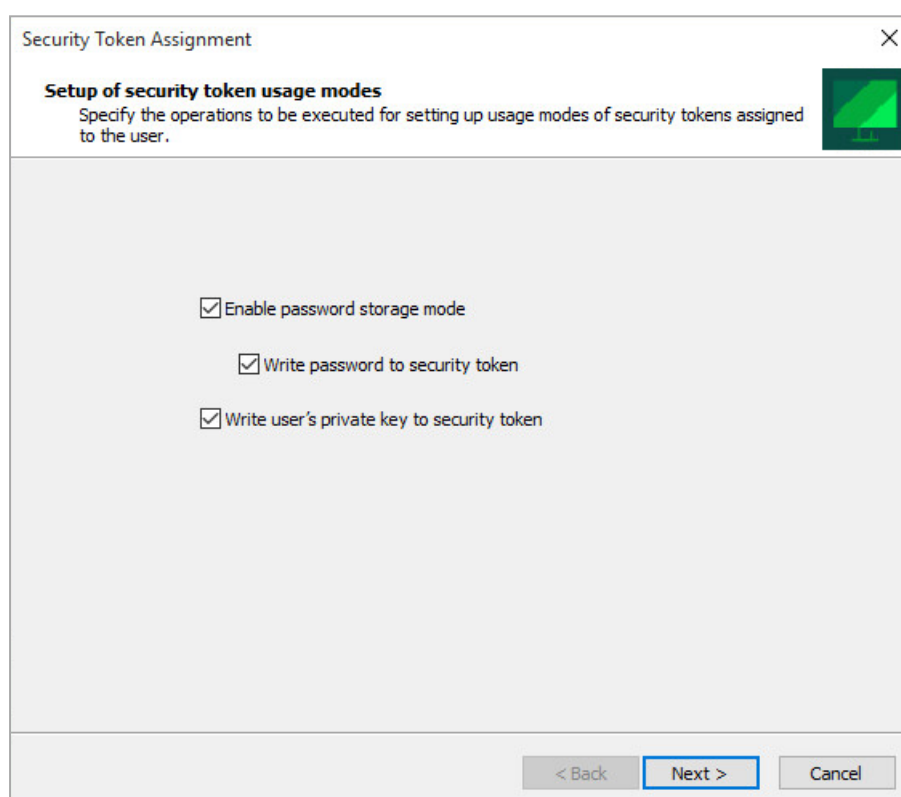 Security Token Assignment
Setup of security token usage modes
Specify the operations to be executed for setting up usage modes of security tokens assigned
to the user.
Enable password storage mode
Write password to security token
Write user's private key to security token
< Back Next > Cancel